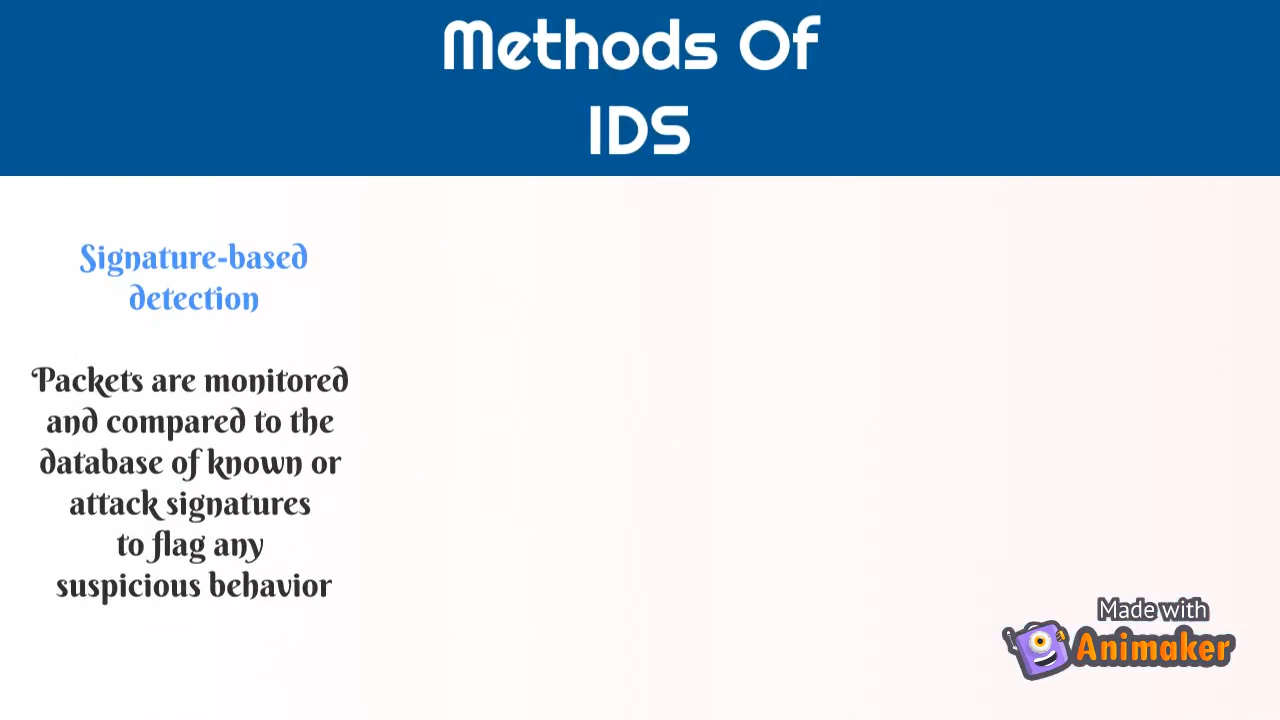 Methods Of
IDS
Signature-based
detection
Packets are monitored
and compared to the
database of known or
attack signatures
to flag any
suspicious behavior
Made with
Animaker